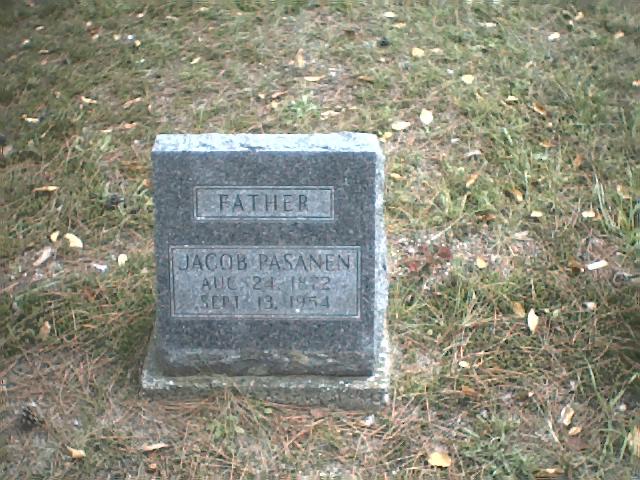 FATHER
JACOB PASANEN
AUG. 24, 1872
SEPT. 13, 1954